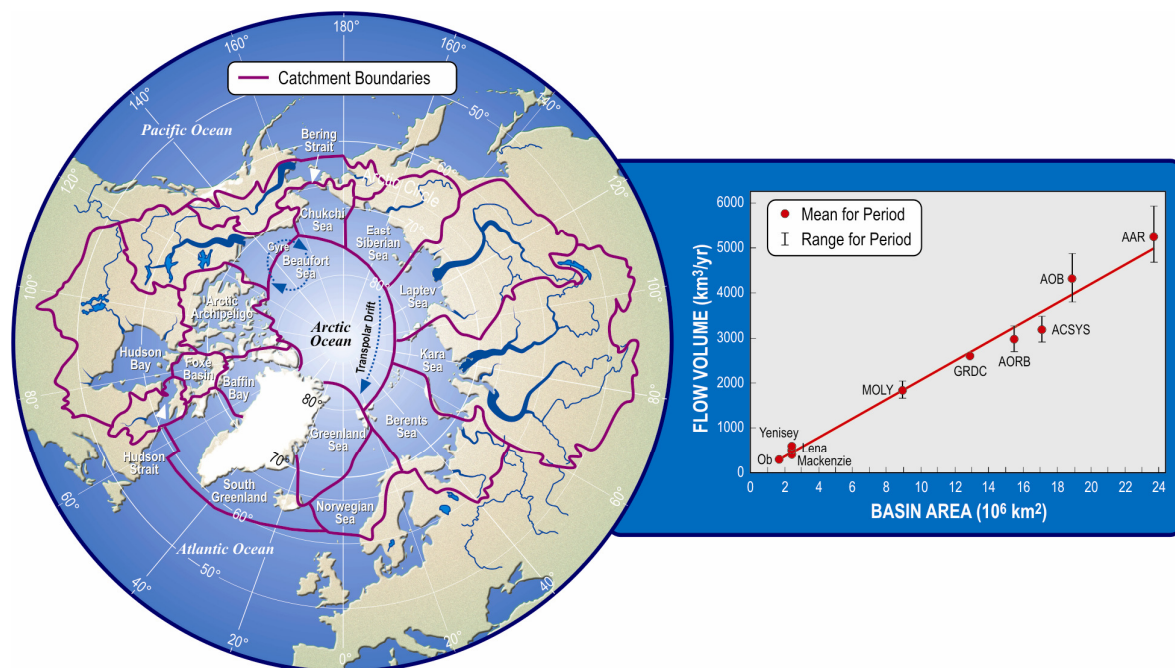 180°
160°
160°
140°
140°
120°
120°
100°
100°
80°
80°
60°
40°
20°
20°
0°
50°
60°
70°
80°
50°
60°
70°
80°
Catchment Boundaries
Pacific Ocean
Bering
Strait
Arctic Circle
Chukchi
Sea
East
Siberian
Sea
Gyre
Beaufort
Sea
Laptev
Sea
Arctic
Archipeligo
Arctic
Ocean
Transpolar Drift
Kara
Sea
Hudson
Bay
Foxe
Basin
Baffin
Bay
Berents
Sea
Greenland
Sea
Hudson
Strait
South
Greenland
Norwegian
Sea
Atlantic Ocean
Mean for Period
Range for Period
FLOW VOLUME (km³/yr)
6000
5000
4000
3000
2000
1000
0
AAR
AOB
ACSYS
AORB
GRDC
MOLY
Yenisey
Lena
Ob
Mackenzie
0 2 4 6 8 10 12 14 16 18 20 22 24
BASIN AREA (10⁶ km²)